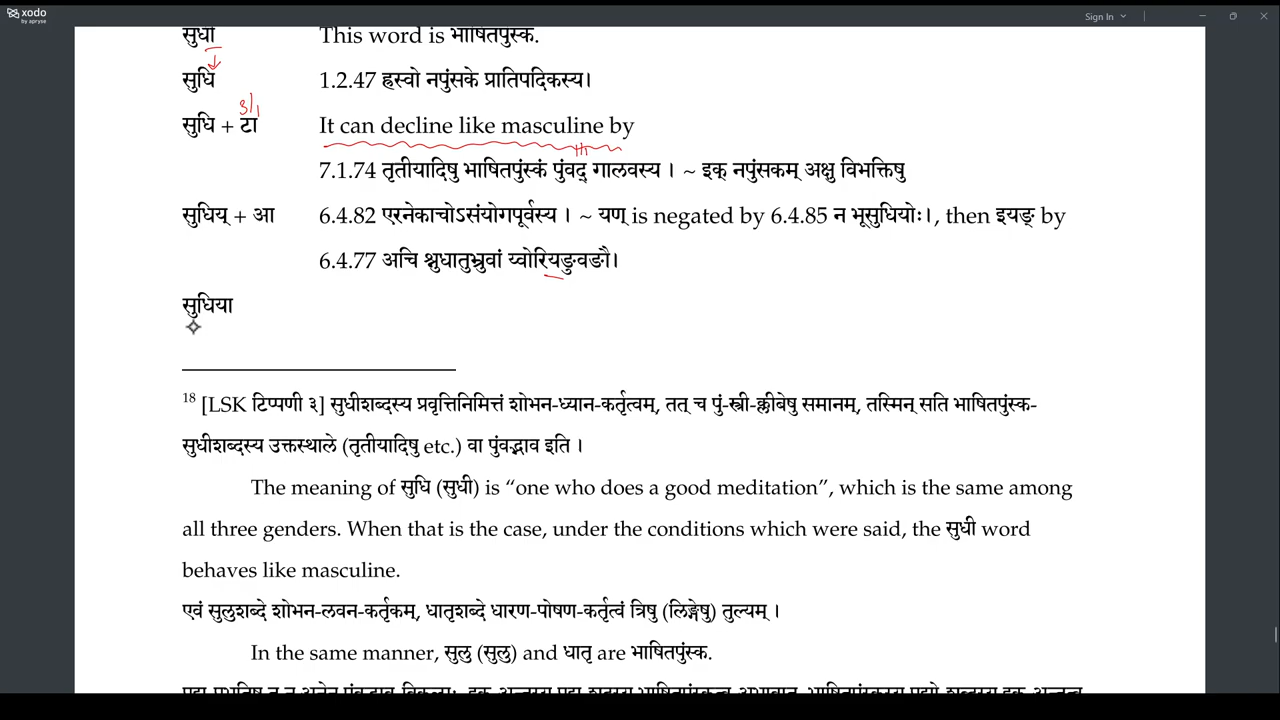 xodo
by apryse
Sign In
सुधी This word is भाषितपुंस्क.
सुधि 1.2.47 ह्रस्वो नपुंसके प्रातिपदिकस्य।
3/1
सुधि + टा It can decline like masculine by
7.1.74 तृतीयादिषु भाषितपुंस्कं पुंवद् गालवस्य । ~ इक् नपुंसकम् अक्षु विभक्तिषु
सुधिय् + आ 6.4.82 एरनेकाचोऽसंयोगपूर्वस्य । ~ यण् is negated by 6.4.85 न भूसुधियोः।, then इयङ् by
6.4.77 अचि श्नुधातुभ्रुवां य्वोरियङुवङौ।
सुधिया
18 [LSK टिप्पणी ३] सुधीशब्दस्य प्रवृत्तिनिमित्तं शोभन-ध्यान-कर्तृत्वम्, तत् च पुं-स्त्री-क्लीबेषु समानम्, तस्मिन् सति भाषितपुंस्क-
सुधीशब्दस्य उक्तस्थाले (तृतीयादिषु etc.) वा पुंवद्भाव इति ।
The meaning of सुधि (सुधी) is “one who does a good meditation”, which is the same among
all three genders. When that is the case, under the conditions which were said, the सुधी word
behaves like masculine.
एवं सुलुशब्दे शोभन-लवन-कर्तृकम्, धातृशब्दे धारण-पोषण-कर्तृत्वं त्रिषु (लिङ्गेषु) तुल्यम् ।
In the same manner, सुलु (सुलु) and धातृ are भाषितपुंस्क.